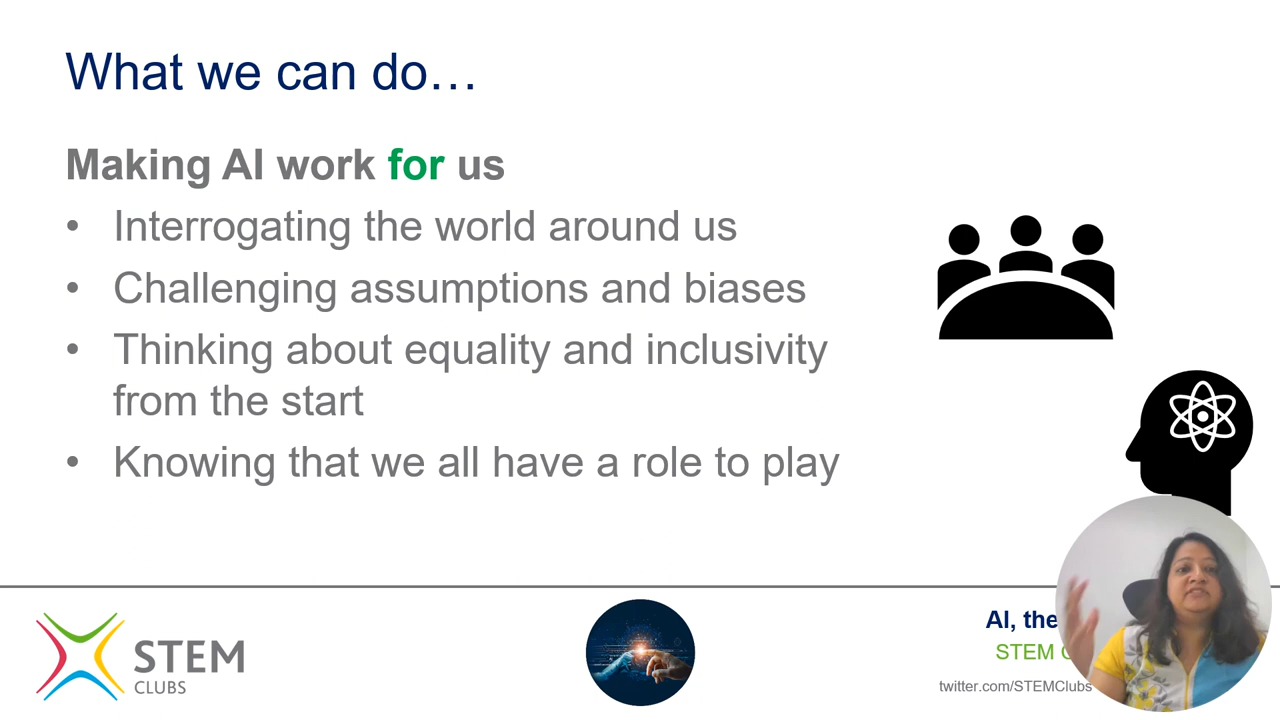 What we can do…
Making AI work for us
• Interrogating the world around us
• Challenging assumptions and biases
• Thinking about equality and inclusivity
from the start
• Knowing that we all have a role to play
STEM
CLUBS
AI, the
STEM
twitter.com/STEMClubs